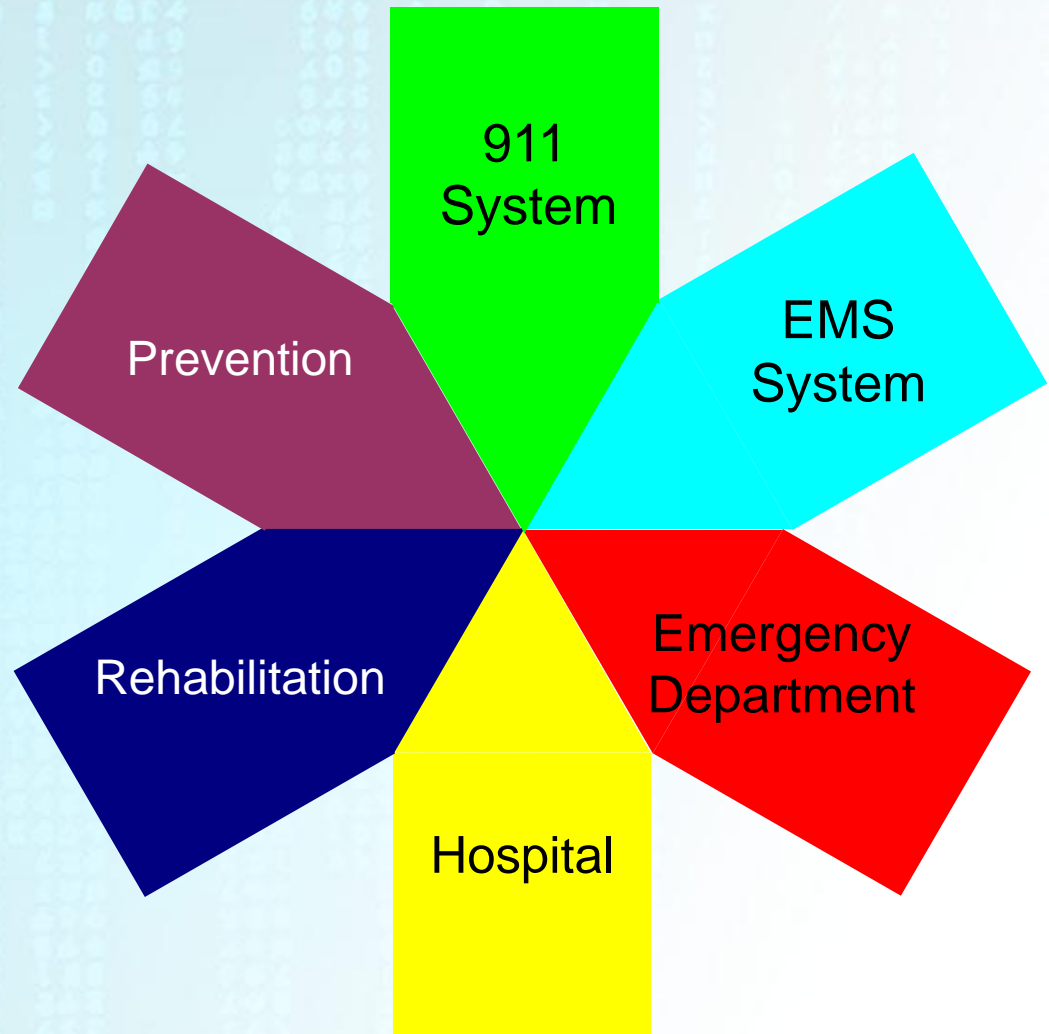 911
System
EMS
System
Emergency
Department
Hospital
Rehabilitation
Prevention